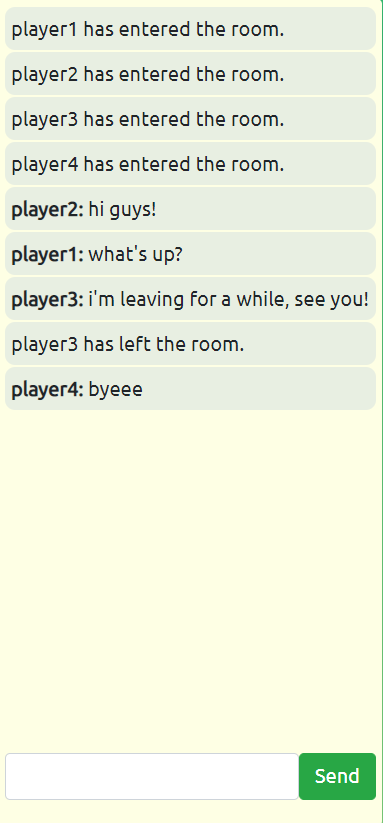 player1 has entered the room.
player2 has entered the room.
player3 has entered the room.
player4 has entered the room.
player2: hi guys!
player1: what's up?
player3: i'm leaving for a while, see you!
player3 has left the room.
player4: byeee
Send